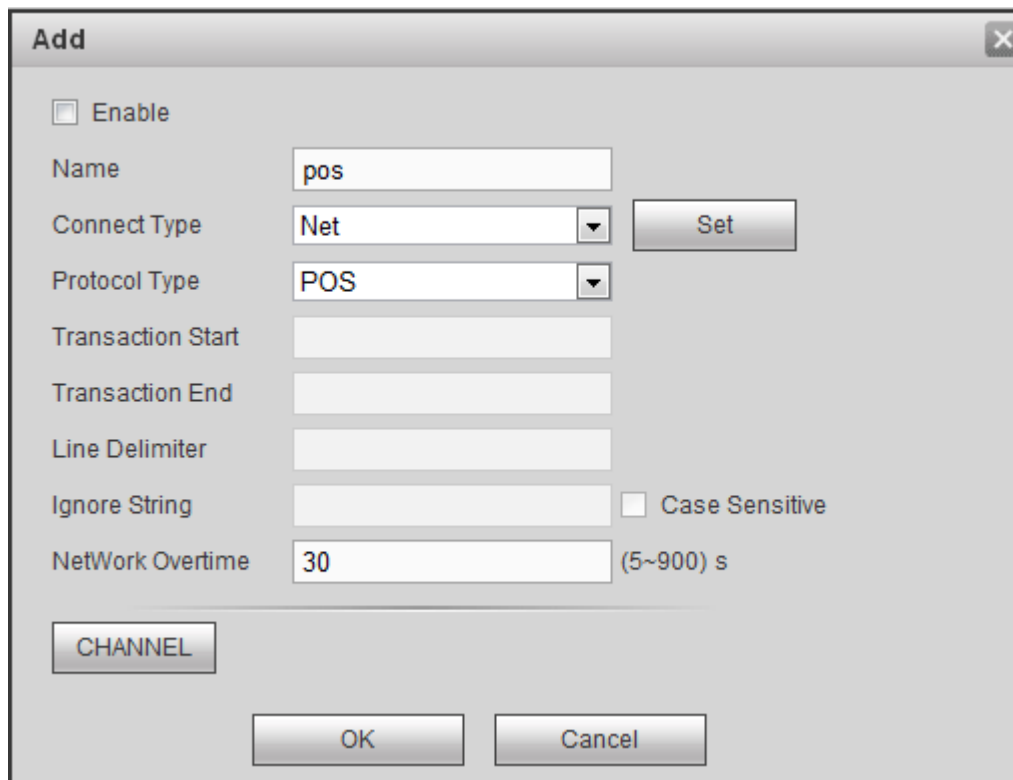 Add
Enable
Name pos
Connect Type Net Set
Protocol Type POS
Transaction Start
Transaction End
Line Delimiter
Ignore String Case Sensitive
NetWork Overtime 30 (5~900) s
CHANNEL
OK Cancel